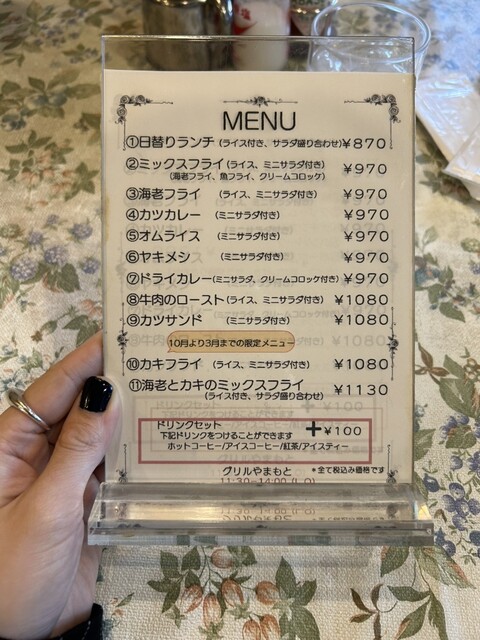 MENU
①日替りランチ (ライス付き、サラダ盛り合わせ) ¥870
②ミックスフライ (ライス、ミニサラダ付き) ¥970
(海老フライ、魚フライ、クリームコロッケ)
③海老フライ (ライス、ミニサラダ付き) ¥970
④カツカレー (ミニサラダ付き) ¥970
⑤オムライス (ミニサラダ付き) ¥970
⑥ヤキメシ (ミニサラダ付き) ¥970
⑦ドライカレー (ミニサラダ、クリームコロッケ付き) ¥970
⑧牛肉のロースト (ライス、ミニサラダ付き) ¥1080
⑨カツサンド (ミニサラダ付き) ¥1080
10月より3月までの限定メニュー
⑩カキフライ (ライス、ミニサラダ付き) ¥1080
⑪海老とカキのミックスフライ ¥1130
(ライス付き、サラダ盛り合わせ)
ドリンクセット ＋¥100
下記ドリンクをつけることができます
ホットコーヒー/アイスコーヒー/紅茶/アイスティー
グリルやまもと *全て税込み価格です
11:30-14:00 (L.O)